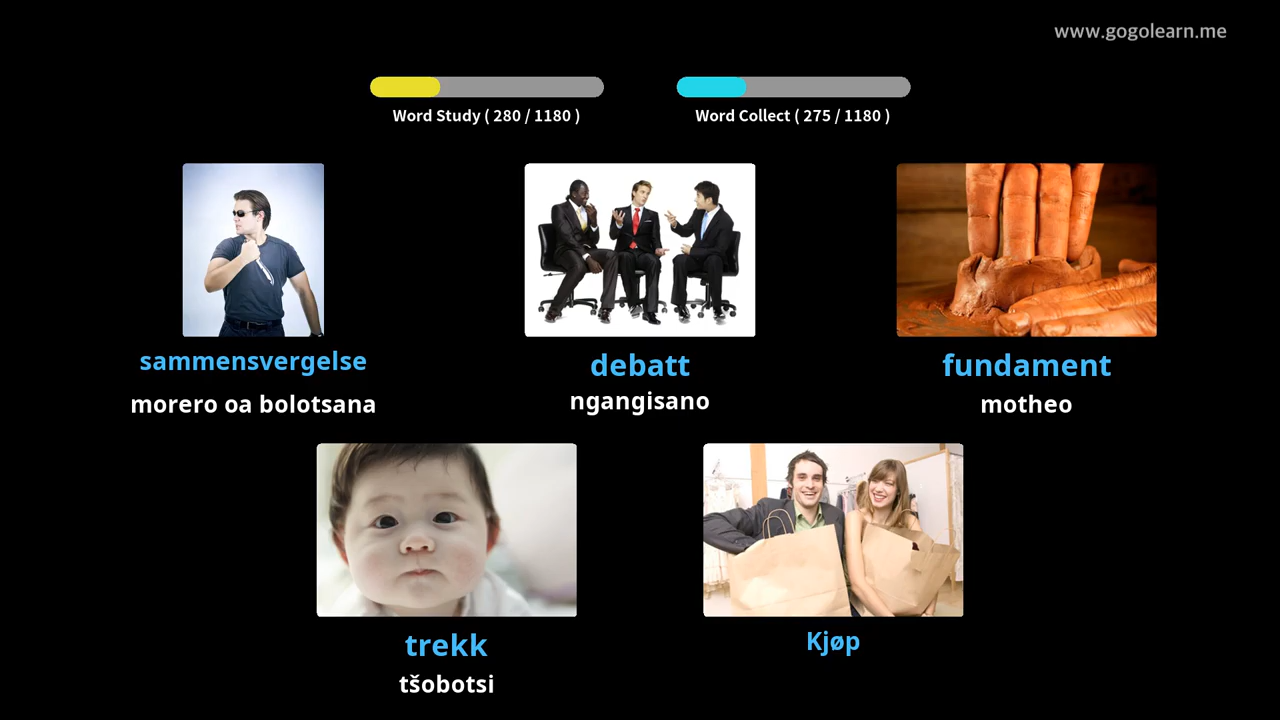 www.gogolearn.me
Word Study ( 280 / 1180 )
Word Collect ( 275 / 1180 )
sammensvergelse
morero oa bolotsana
debatt
ngangisano
fundament
motheo
trekk
tšobotsi
Kjøp